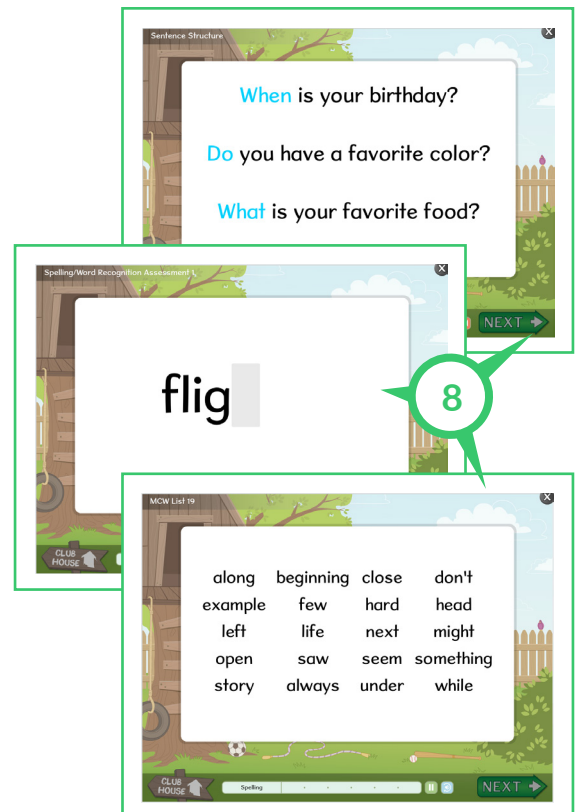 Sentence Structure
X
When is your birthday?
Do you have a favorite color?
What is your favorite food?
NEXT
Spelling/Word Recognition Assessment 1
X
flig
8
MCW List 19
X
along beginning close don't
example few hard head
left life next might
open saw seem something
story always under while
CLUB
HOUSE
CLUB
HOUSE
Spelling
NEXT